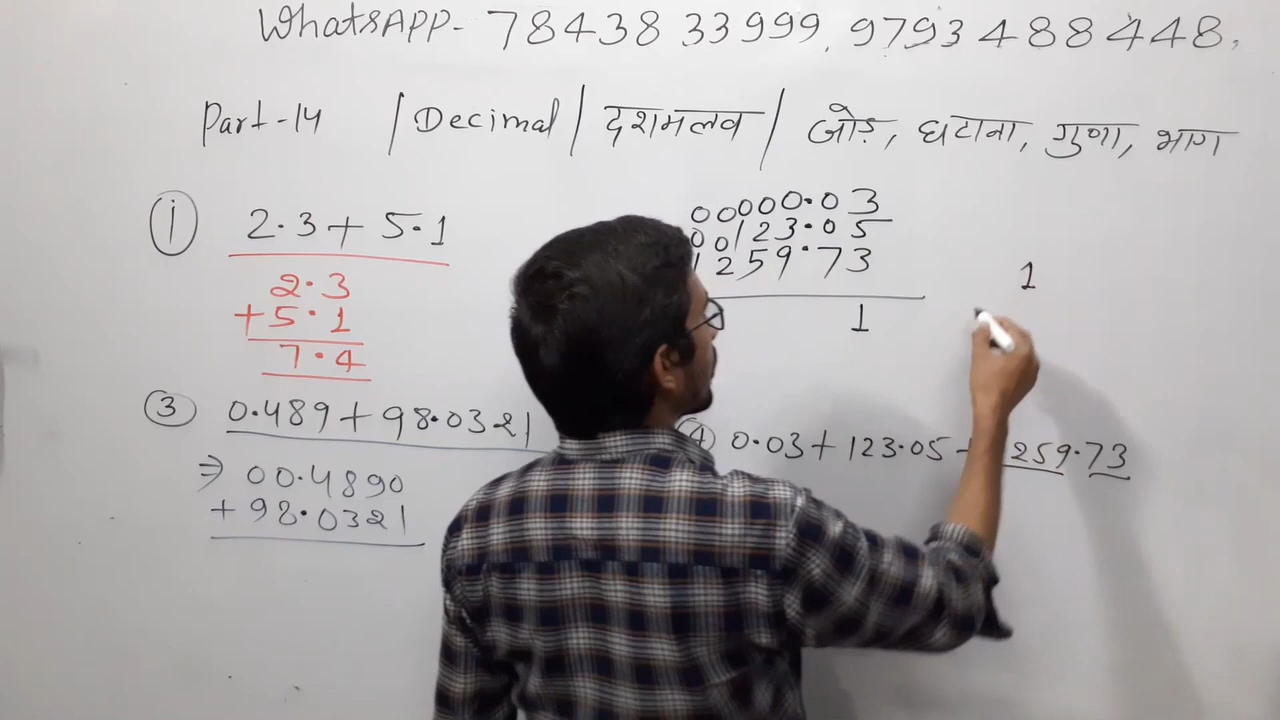 WhatsAPP- 78438 33999, 9793 488448,
Part-14 / Decimal / दशमलव / जोड़, घटाना, गुणा, भाग
① 2.3 + 5.1
2.3
+5.1
7.4
00000.03
00123.05
1259.73
1
1
③ 0.489 + 98.0321
⇒ 00.4890
+ 98.0321
④ 0.03 + 123.05 + 259.73